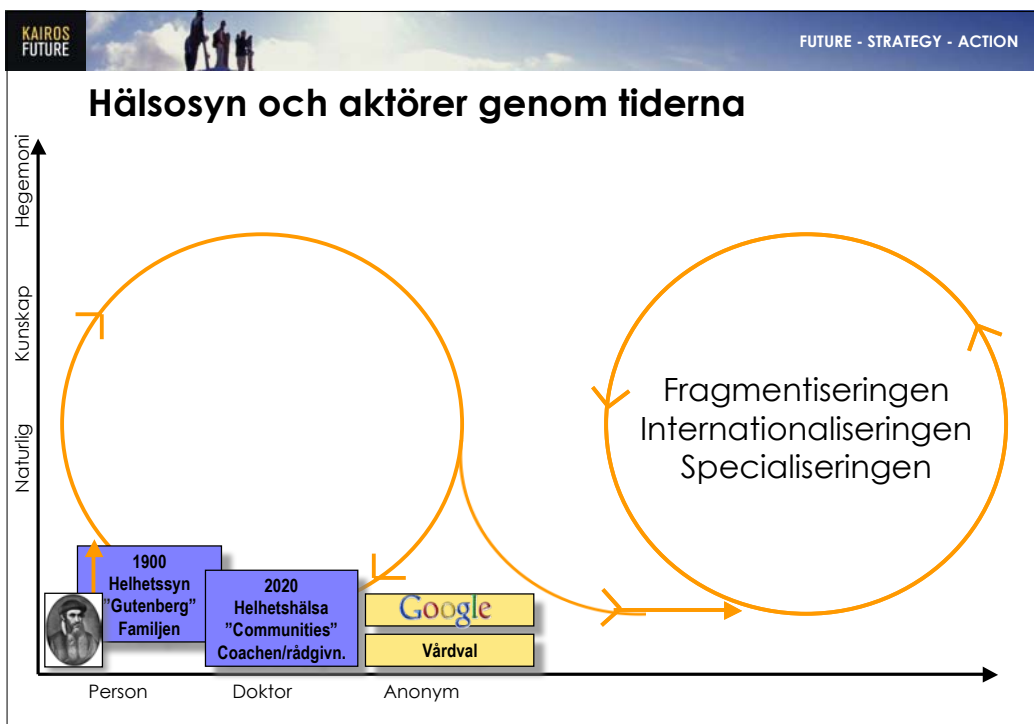 KAIROS
FUTURE
FUTURE - STRATEGY - ACTION
Hälsosyn och aktörer genom tiderna
Hegemoni
Kunskap
Naturlig
Fragmentiseringen
Internationaliseringen
Specialiseringen
1900
Helhetssyn
”Gutenberg”
Familjen
2020
Helhetshälsa
”Communities”
Coachen/rådgivn.
Google
Vårdval
Person
Doktor
Anonym